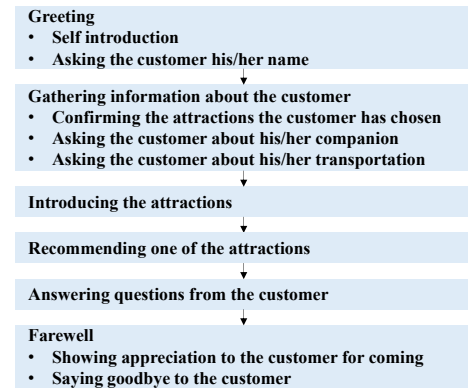 Greeting
• Self introduction
• Asking the customer his/her name
Gathering information about the customer
• Confirming the attractions the customer has chosen
• Asking the customer about his/her companion
• Asking the customer about his/her transportation
Introducing the attractions
Recommending one of the attractions
Answering questions from the customer
Farewell
• Showing appreciation to the customer for coming
• Saying goodbye to the customer